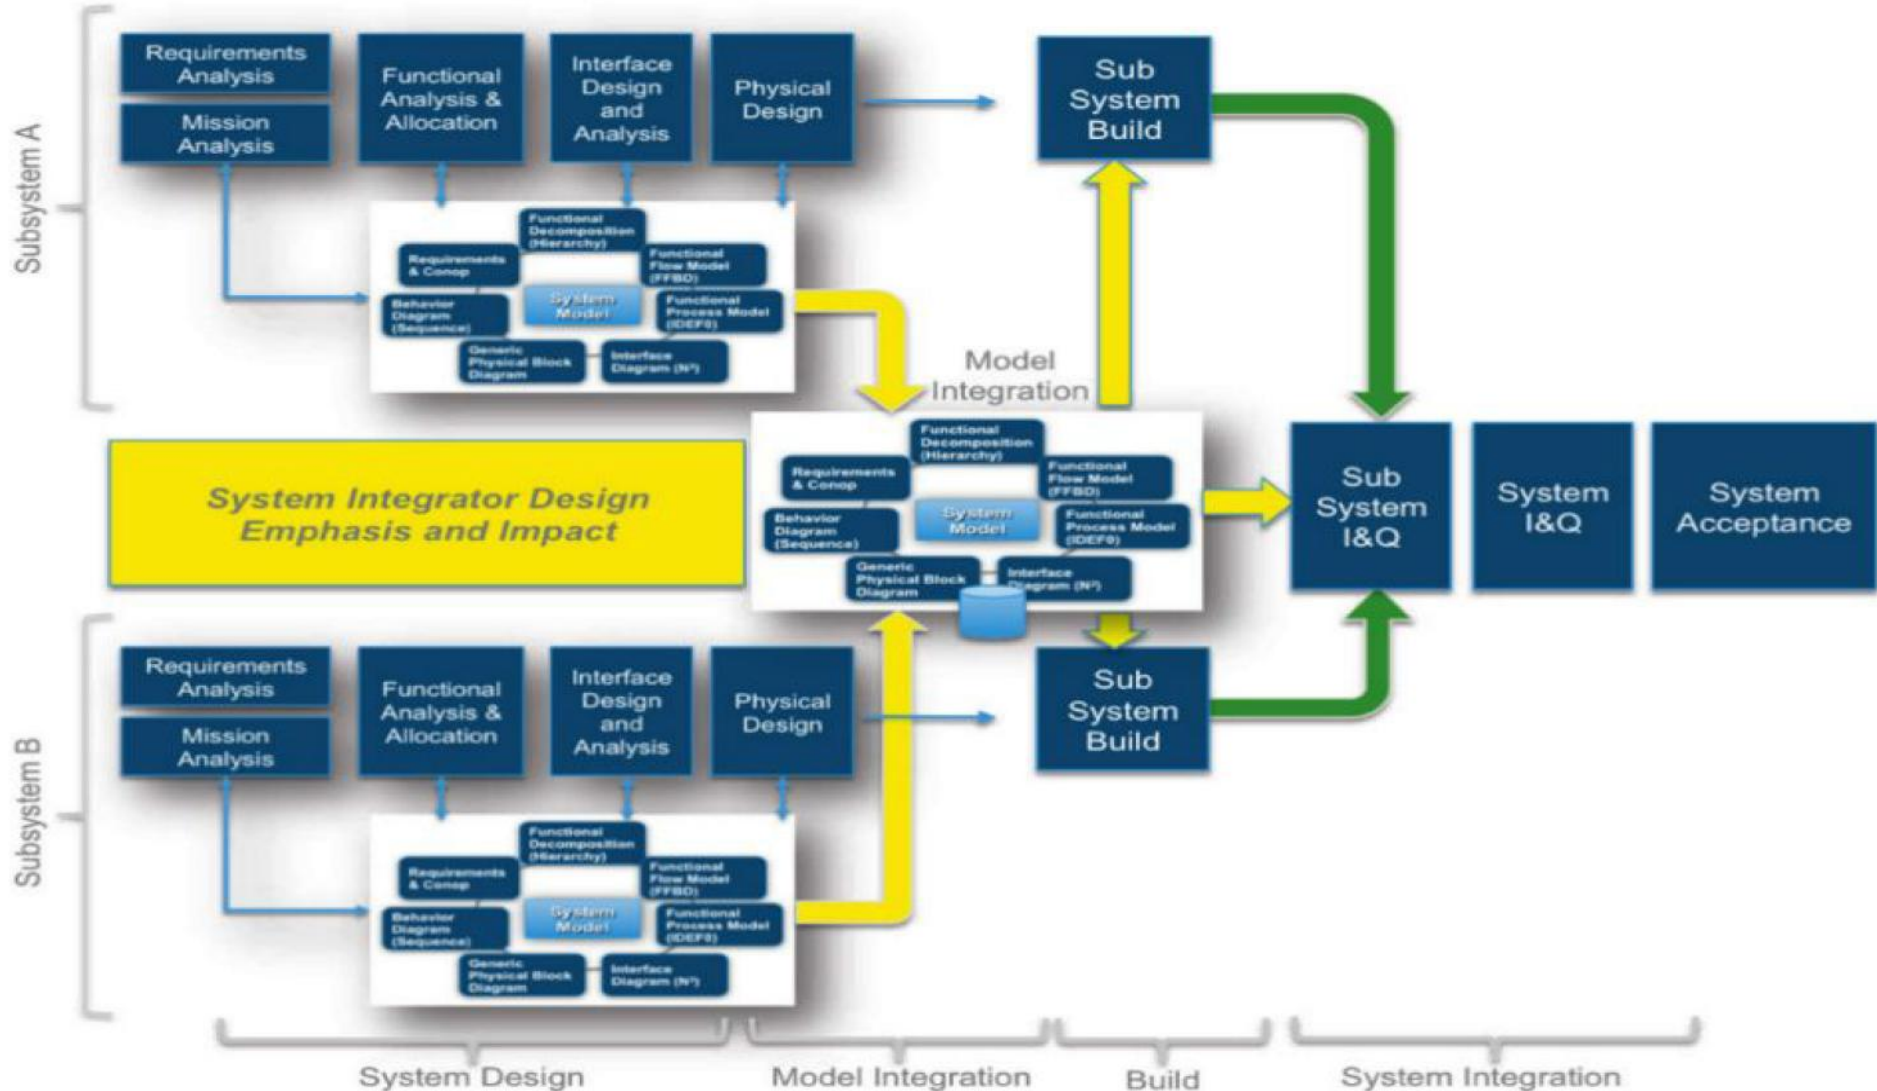 Subsystem A
Requirements
Analysis
Mission
Analysis
Functional
Analysis &
Allocation
Interface
Design
and
Analysis
Physical
Design
Sub
System
Build
Functional
Decomposition
(Hierarchy)
Requirements
& Conop
Functional
Flow Model
(FFBD)
System
Model
Behavior
Diagram
(Sequence)
Functional
Process Model
(IDEF0)
Generic
Physical Block
Diagram
Interface
Diagram (N²)
Model
Integration
System Integrator Design
Emphasis and Impact
Functional
Decomposition
(Hierarchy)
Requirements
& Conop
Functional
Flow Model
(FFBD)
System
Model
Behavior
Diagram
(Sequence)
Functional
Process Model
(IDEF0)
Generic
Physical Block
Diagram
Interface
Diagram (N²)
Sub
System
I&Q
System
I&Q
System
Acceptance
Subsystem B
Requirements
Analysis
Mission
Analysis
Functional
Analysis &
Allocation
Interface
Design
and
Analysis
Physical
Design
Sub
System
Build
Functional
Decomposition
(Hierarchy)
Requirements
& Conop
Functional
Flow Model
(FFBD)
System
Model
Behavior
Diagram
(Sequence)
Functional
Process Model
(IDEF0)
Generic
Physical Block
Diagram
Interface
Diagram (N²)
System Design
Model Integration
Build
System Integration